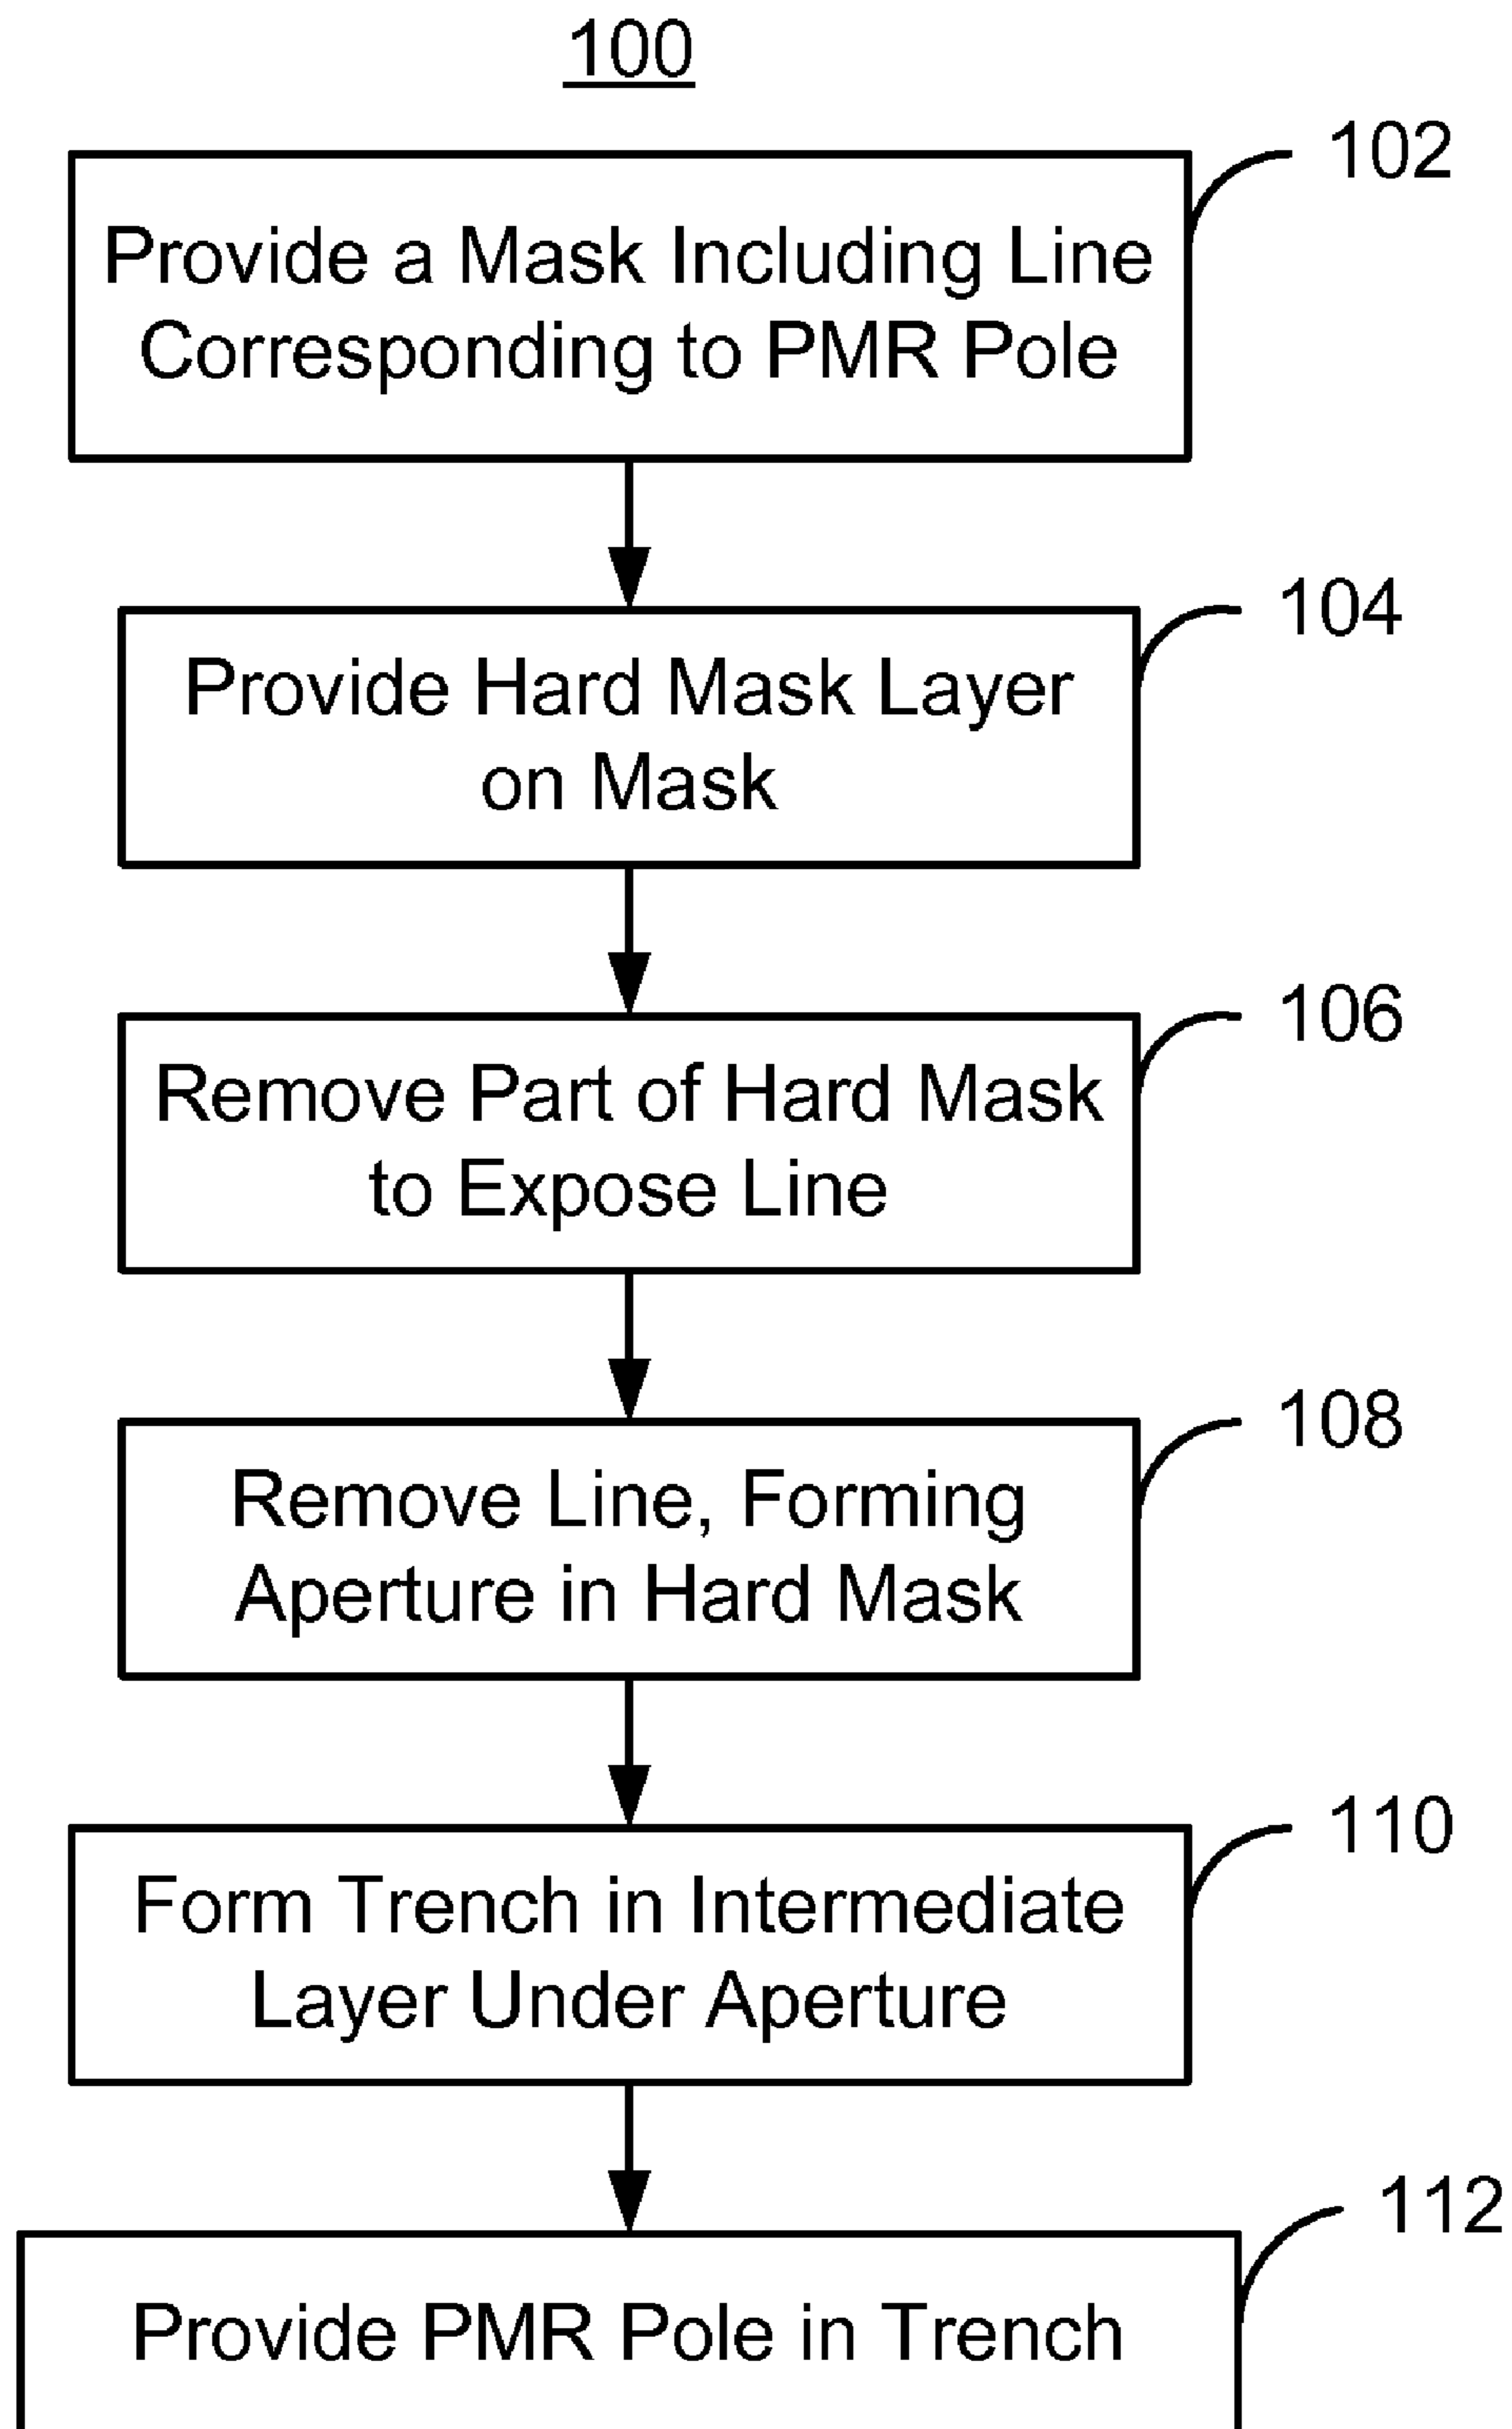 100
102
Provide a Mask Including Line
Corresponding to PMR Pole
104
Provide Hard Mask Layer
on Mask
106
Remove Part of Hard Mask
to Expose Line
108
Remove Line, Forming
Aperture in Hard Mask
110
Form Trench in Intermediate
Layer Under Aperture
112
Provide PMR Pole in Trench